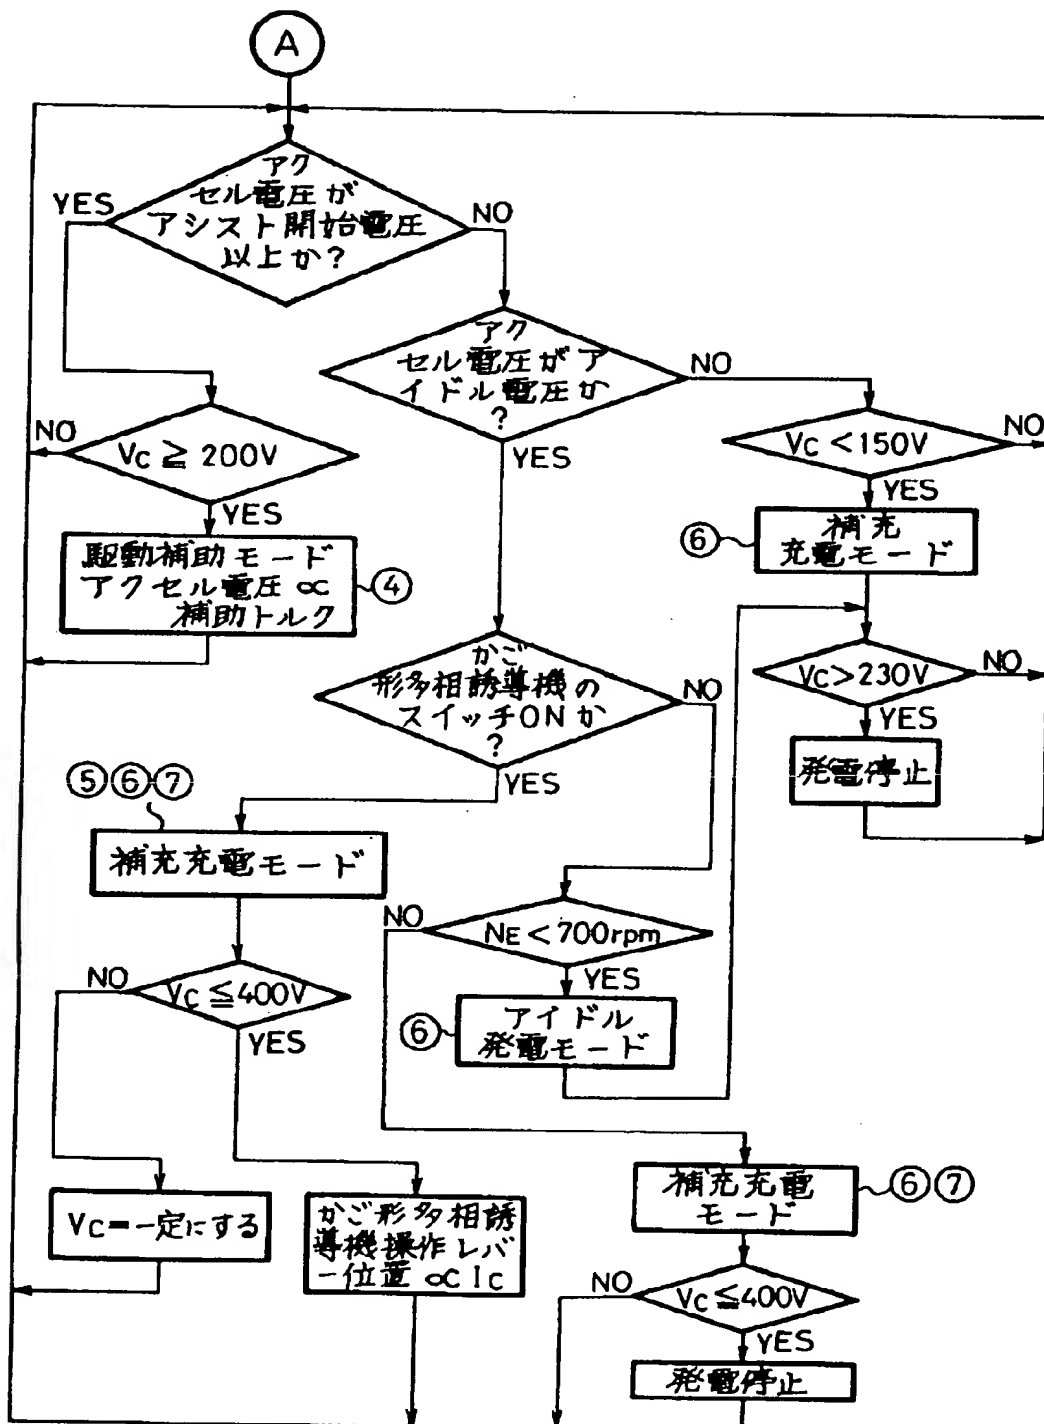 A
アク
セル電圧が
アシスト開始電圧
以上か?
YES
NO
アク
セル電圧がア
イドル電圧か
?
NO
YES
NO
VC ≧ 200V
YES
VC <150V
NO
YES
駆動補助モード
アクセル電圧 ∝
補助トルク
④
⑥
補充
充電モード
かご
形多相誘導機の
スイッチONか
?
NO
YES
VC>230V
NO
YES
発電停止
⑤⑥⑦
補充充電モード
NO
NE <700rpm
YES
NO
VC ≦400V
YES
⑥
アイドル
発電モード
VC=一定にする
かご形多相誘
導機操作レバ
ー位置 ∝ IC
補充充電
モード
⑥⑦
NO
VC ≦400V
YES
発電停止